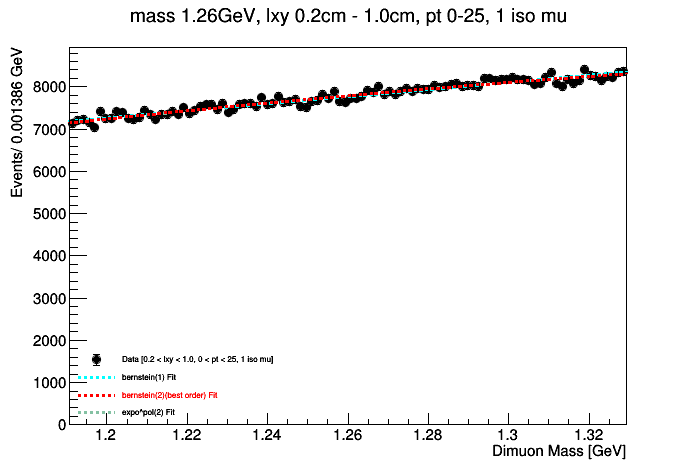 mass 1.26GeV, lxy 0.2cm - 1.0cm, pt 0-25, 1 iso mu
Events/ 0.001386 GeV
8000
7000
6000
5000
4000
3000
2000
1000
0
Data [0.2 < lxy < 1.0, 0 < pt < 25, 1 iso mu]
bernstein(1) Fit
bernstein(2)(best order) Fit
expo^pol(2) Fit
1.2 1.22 1.24 1.26 1.28 1.3 1.32
Dimuon Mass [GeV]